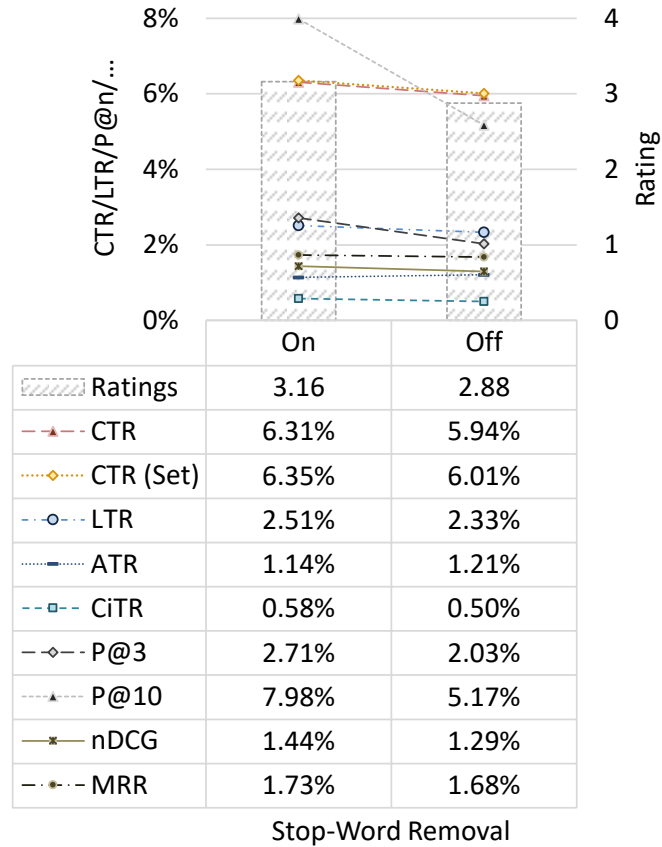 8%
6%
4%
2%
0%
CTR/LTR/P@n/...
4
3
2
1
0
Rating
On Off
Ratings 3.16 2.88
CTR 6.31% 5.94%
CTR (Set) 6.35% 6.01%
LTR 2.51% 2.33%
ATR 1.14% 1.21%
CiTR 0.58% 0.50%
P@3 2.71% 2.03%
P@10 7.98% 5.17%
nDCG 1.44% 1.29%
MRR 1.73% 1.68%
Stop-Word Removal